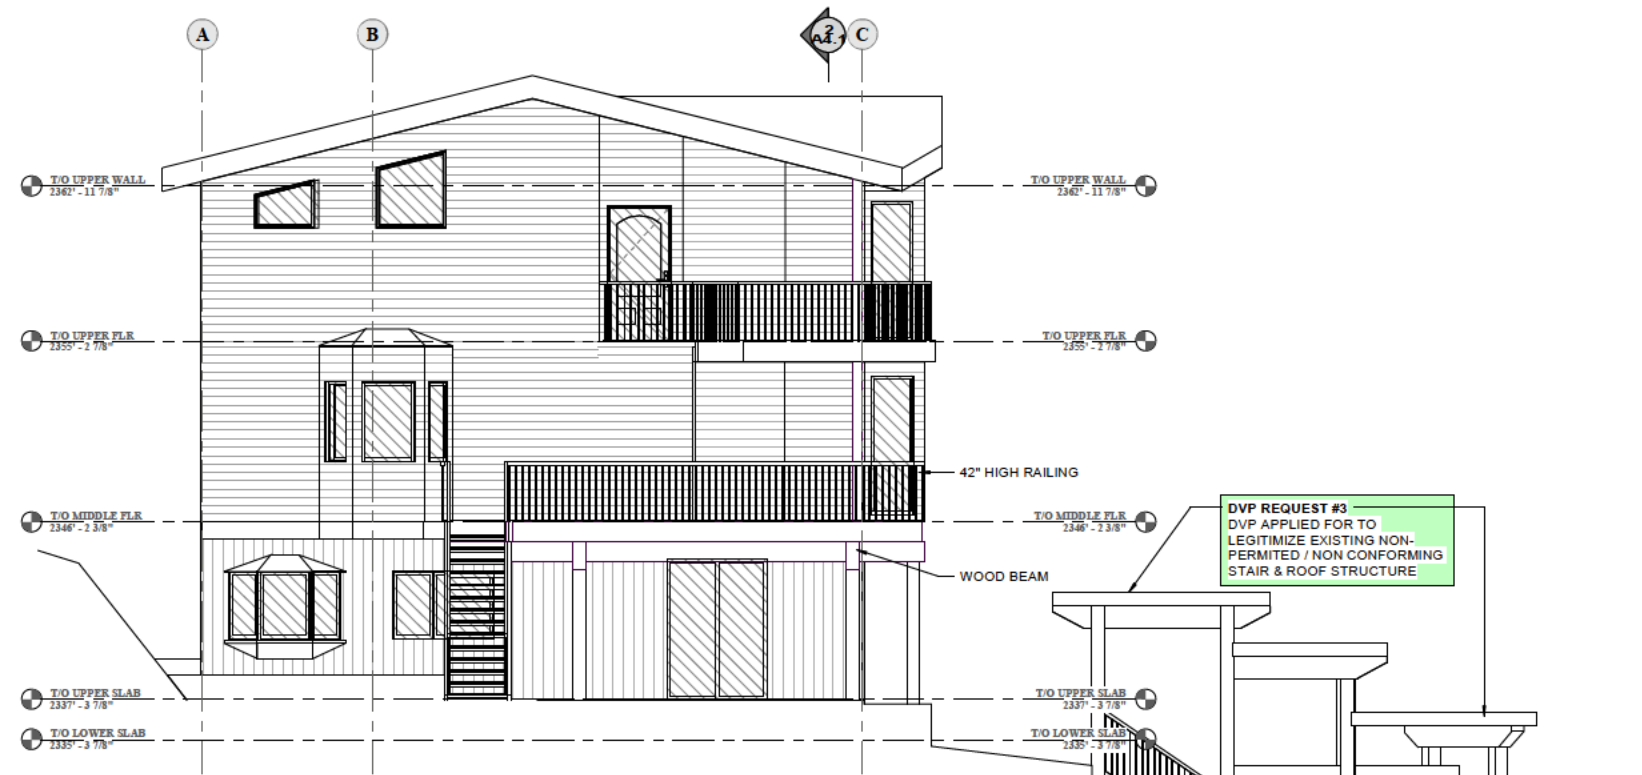 A
B
2
A4.1
C
T/O UPPER WALL
2362' - 11 7/8"
T/O UPPER WALL
2362' - 11 7/8"
T/O UPPER FLR
2355' - 2 7/8"
T/O UPPER FLR
2355' - 2 7/8"
42" HIGH RAILING
T/O MIDDLE FLR
2346' - 2 3/8"
T/O MIDDLE FLR
2346' - 2 3/8"
DVP REQUEST #3
DVP APPLIED FOR TO
LEGITIMIZE EXISTING NON-
PERMITED / NON CONFORMING
STAIR & ROOF STRUCTURE
WOOD BEAM
T/O UPPER SLAB
2337' - 3 7/8"
T/O UPPER SLAB
2337' - 3 7/8"
T/O LOWER SLAB
2335' - 3 7/8"
T/O LOWER SLAB
2335' - 3 7/8"